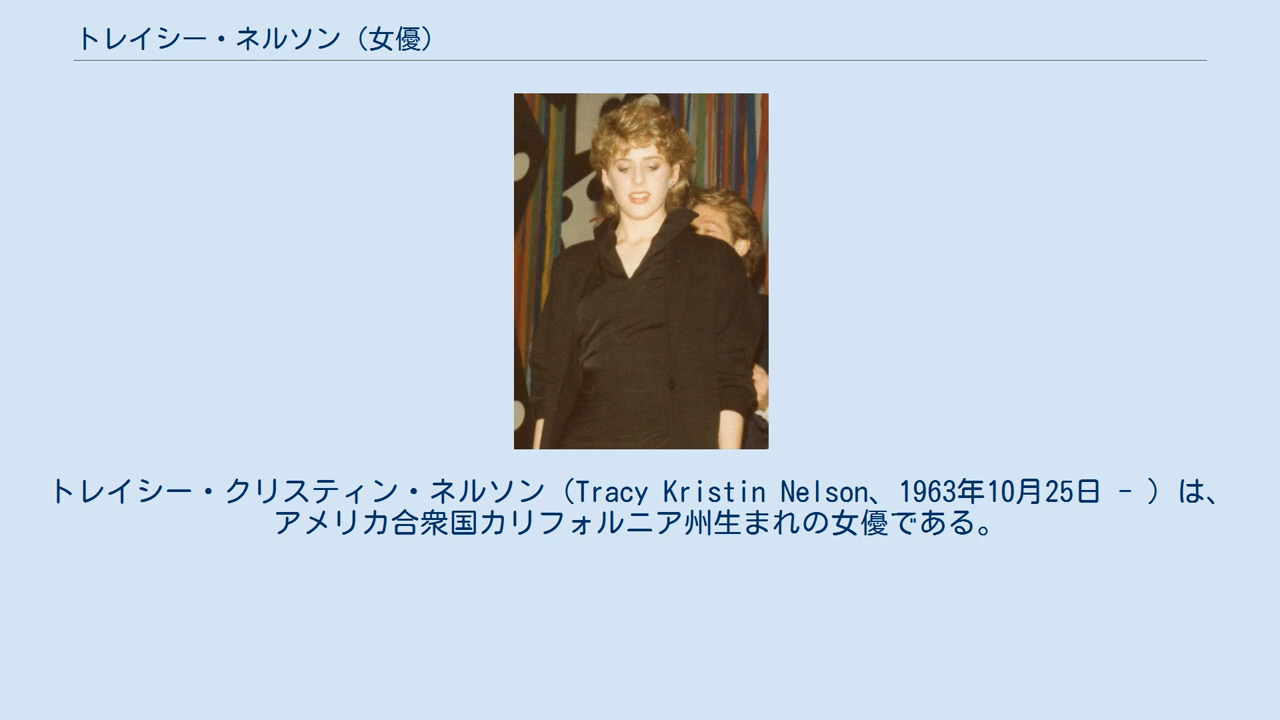 トレイシー・ネルソン（女優）
トレイシー・クリスティン・ネルソン（Tracy Kristin Nelson、1963年10月25日 - ）は、
アメリカ合衆国カリフォルニア州生まれの女優である。